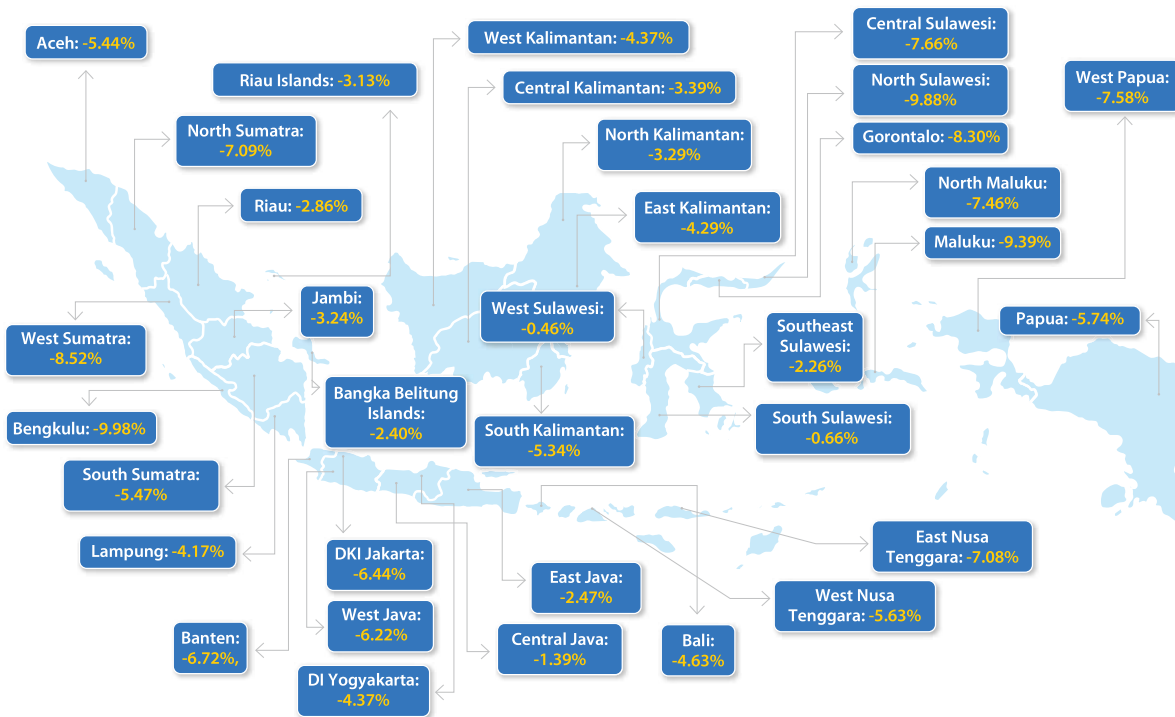 Aceh: -5.44%
West Kalimantan: -4.37%
Central Sulawesi:
-7.66%
Riau Islands: -3.13%
Central Kalimantan: -3.39%
North Sulawesi:
-9.88%
West Papua:
-7.58%
North Sumatra:
-7.09%
North Kalimantan:
-3.29%
Gorontalo: -8.30%
Riau: -2.86%
East Kalimantan:
-4.29%
North Maluku:
-7.46%
Maluku: -9.39%
Jambi:
-3.24%
West Sulawesi:
-0.46%
Papua: -5.74%
West Sumatra:
-8.52%
Southeast
Sulawesi:
-2.26%
Bangka Belitung
Islands:
-2.40%
Bengkulu: -9.98%
South Kalimantan:
-5.34%
South Sulawesi:
-0.66%
South Sumatra:
-5.47%
Lampung: -4.17%
DKI Jakarta:
-6.44%
East Nusa
Tenggara: -7.08%
East Java:
-2.47%
West Nusa
Tenggara: -5.63%
West Java:
-6.22%
Banten:
-6.72%,
Central Java:
-1.39%
Bali:
-4.63%
DI Yogyakarta:
-4.37%